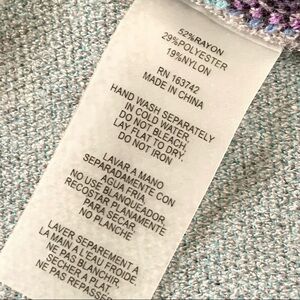 52%RAYON
29%POLYESTER
19%NYLON
RN 163742
MADE IN CHINA
HAND WASH SEPARATELY
IN COLD WATER.
DO NOT BLEACH.
LAY FLAT TO DRY.
DO NOT IRON
LAVAR A MANO
SEPARADAMENTE CON
AGUA FRIA.
NO USE BLANQUEADOR.
RECOSTAR PLANAMENTE
PARA SECAR.
NO PLANCHE
LAVER SEPAREMENT A
LA MAIN A L'EAU FROIDE.
NE PAS BLANCHIR.
SECHER A PLAT.
NE PAS REPASSER